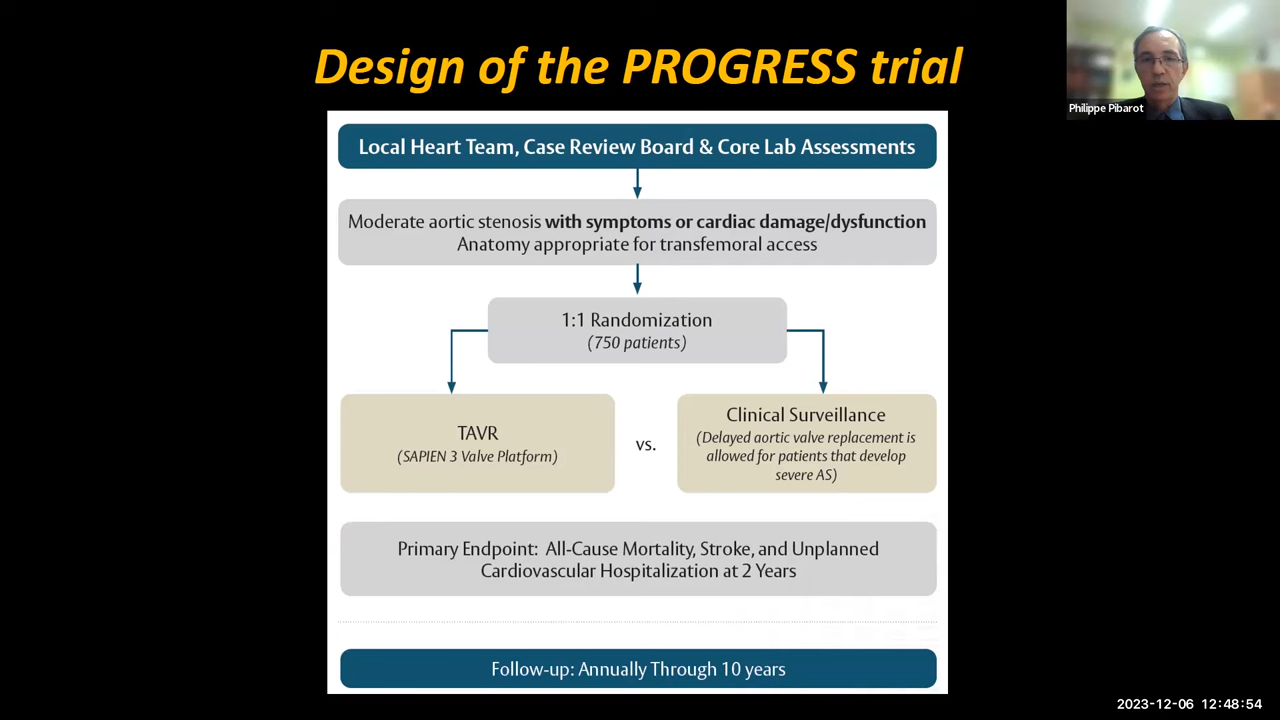 Design of the PROGRESS trial
Philippe Pibarot
Local Heart Team, Case Review Board & Core Lab Assessments
Moderate aortic stenosis with symptoms or cardiac damage/dysfunction
Anatomy appropriate for transfemoral access
1:1 Randomization
(750 patients)
TAVR
(SAPIEN 3 Valve Platform)
vs.
Clinical Surveillance
(Delayed aortic valve replacement is
allowed for patients that develop
severe AS)
Primary Endpoint: All-Cause Mortality, Stroke, and Unplanned
Cardiovascular Hospitalization at 2 Years
Follow-up: Annually Through 10 years
2023-12-06 12:48:54